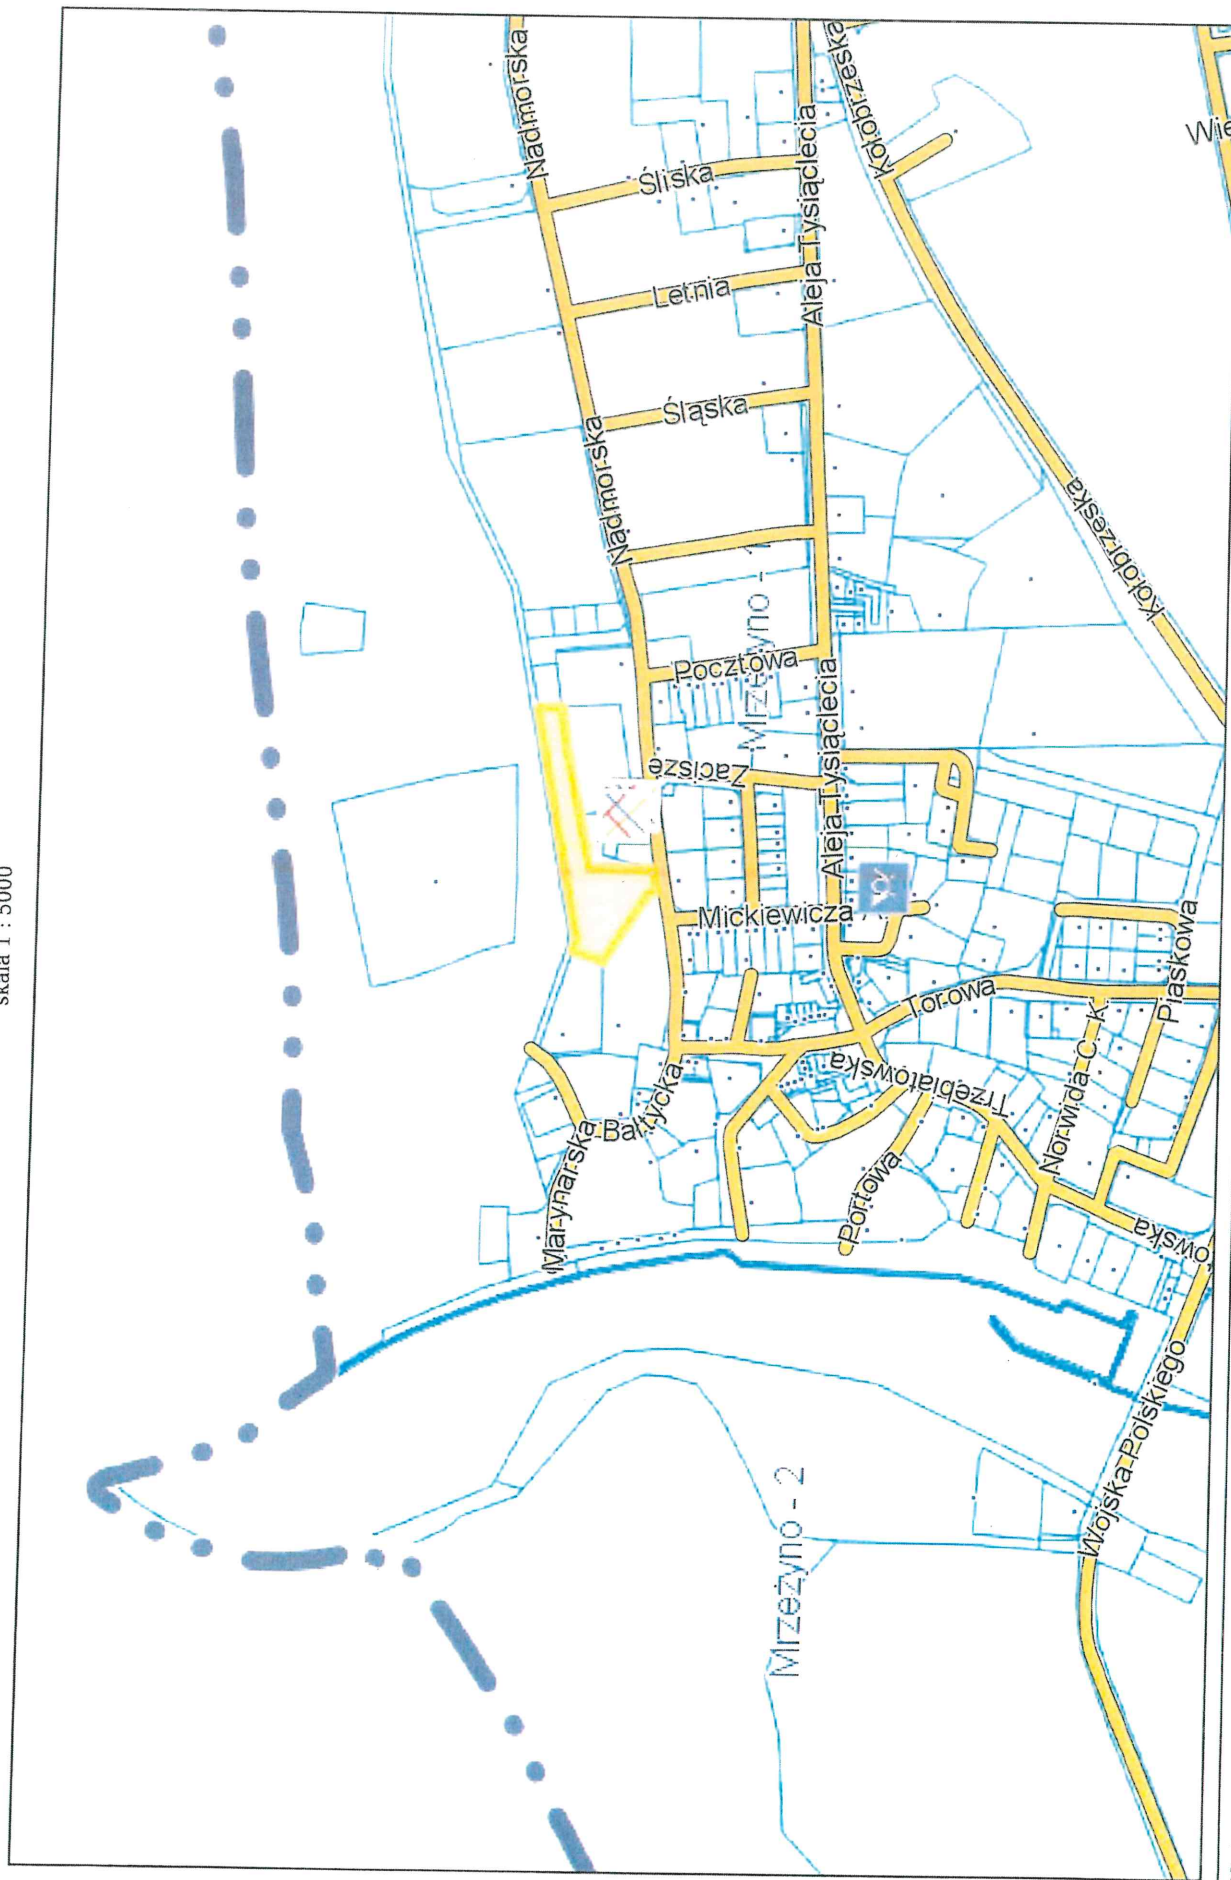 skala 1 : 5000
Nadmorska
Kołobrzeska
Wie
Śliska
Aleja Tysiąclecia
Letnia
Śląska
Nadmorska
Kołobrzeska
Mrzeżyno - 1
Pocztowa
Aleja Tysiąclecia
Zacisze
Mickiewicza
Piaskowa
Torowa
Norwida C. K.
Trzebiatowska
Bałtycka
Marynarska
Portowa
owska
Wojska Polskiego
Mrzeżyno - 2